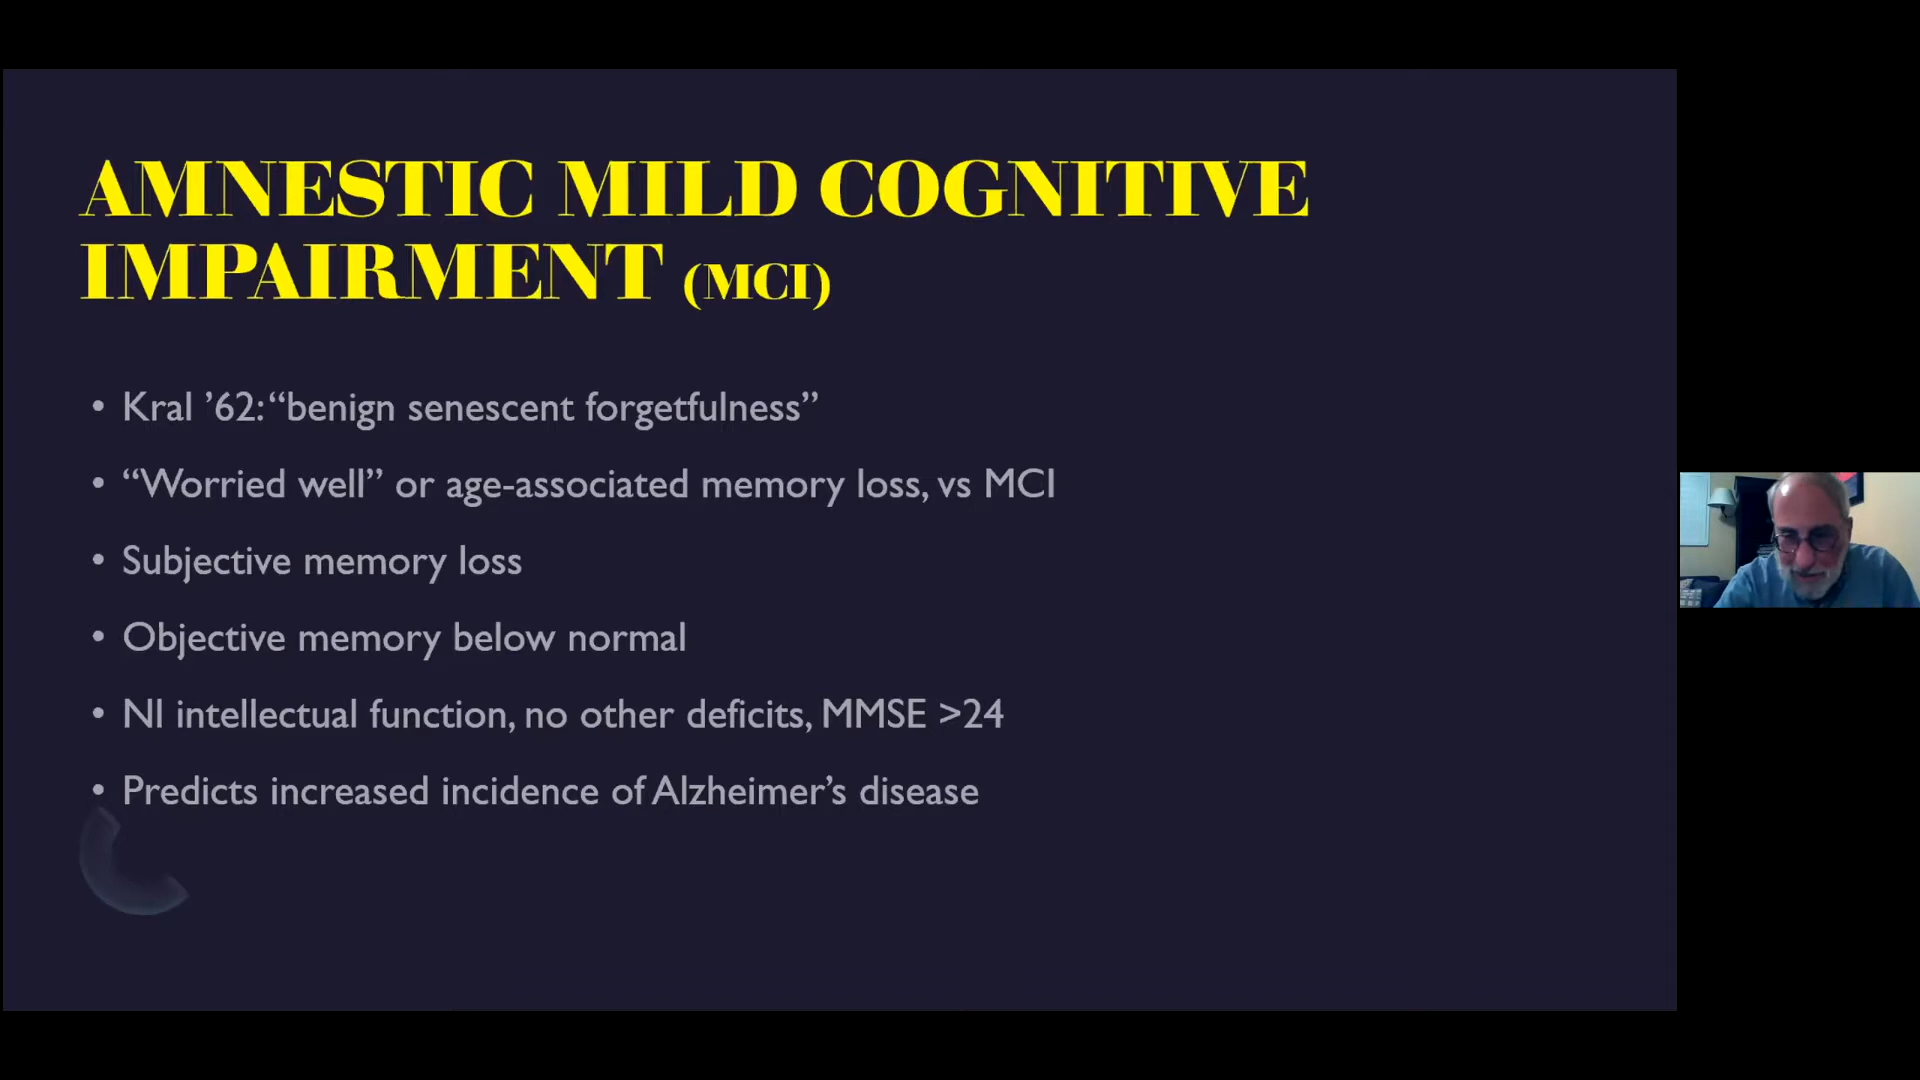 AMNESTIC MILD COGNITIVE
IMPAIRMENT (MCI)
• Kral ’62: “benign senescent forgetfulness”
• “Worried well” or age-associated memory loss, vs MCI
• Subjective memory loss
• Objective memory below normal
• Nl intellectual function, no other deficits, MMSE >24
• Predicts increased incidence of Alzheimer’s disease